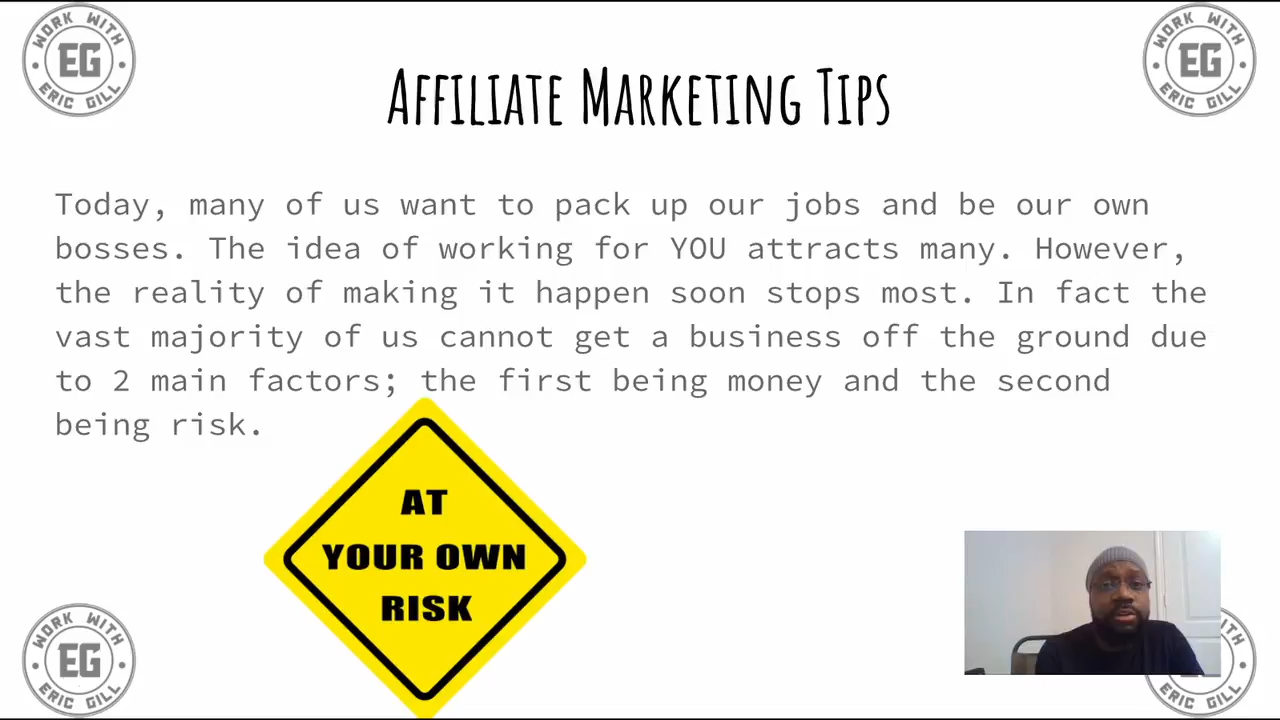 WORK WITH
EG
ERIC GILL
WORK WITH
EG
ERIC GILL
Affiliate Marketing Tips
Today, many of us want to pack up our jobs and be our own
bosses. The idea of working for YOU attracts many. However,
the reality of making it happen soon stops most. In fact the
vast majority of us cannot get a business off the ground due
to 2 main factors; the first being money and the second
being risk.
AT
YOUR OWN
RISK
WORK WITH
EG
ERIC GILL
ITH
ERIC GILL